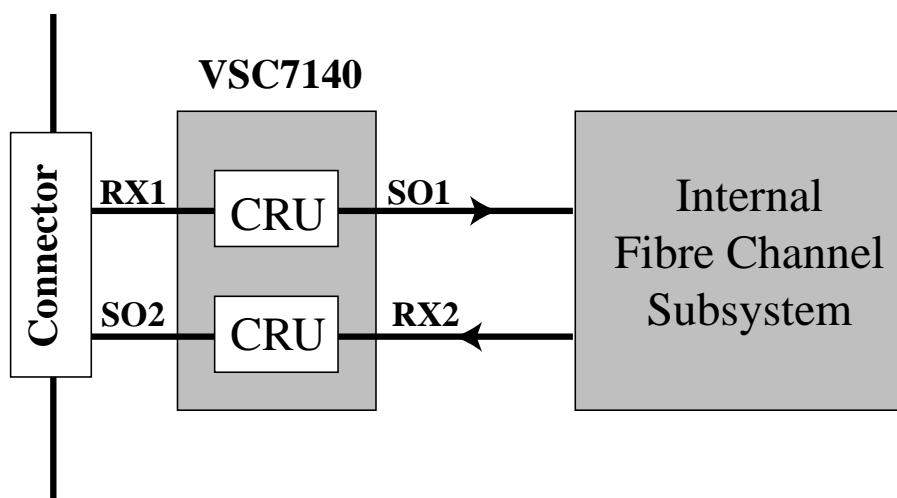 VSC7140
Connector
RX1
CRU
SO1
SO2
CRU
RX2
Internal
Fibre Channel
Subsystem